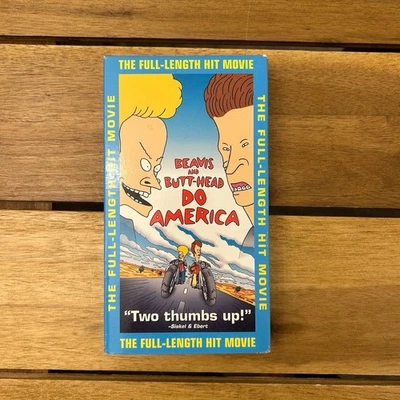 THE FULL-LENGTH HIT MOVIE
THE FULL-LENGTH HIT MOVIE
THE FULL-LENGTH HIT MOVIE
BEAVIS
AND
BUTT-HEAD
DO
AMERICA
"Two thumbs up!"
-Siskel & Ebert
THE FULL-LENGTH HIT MOVIE